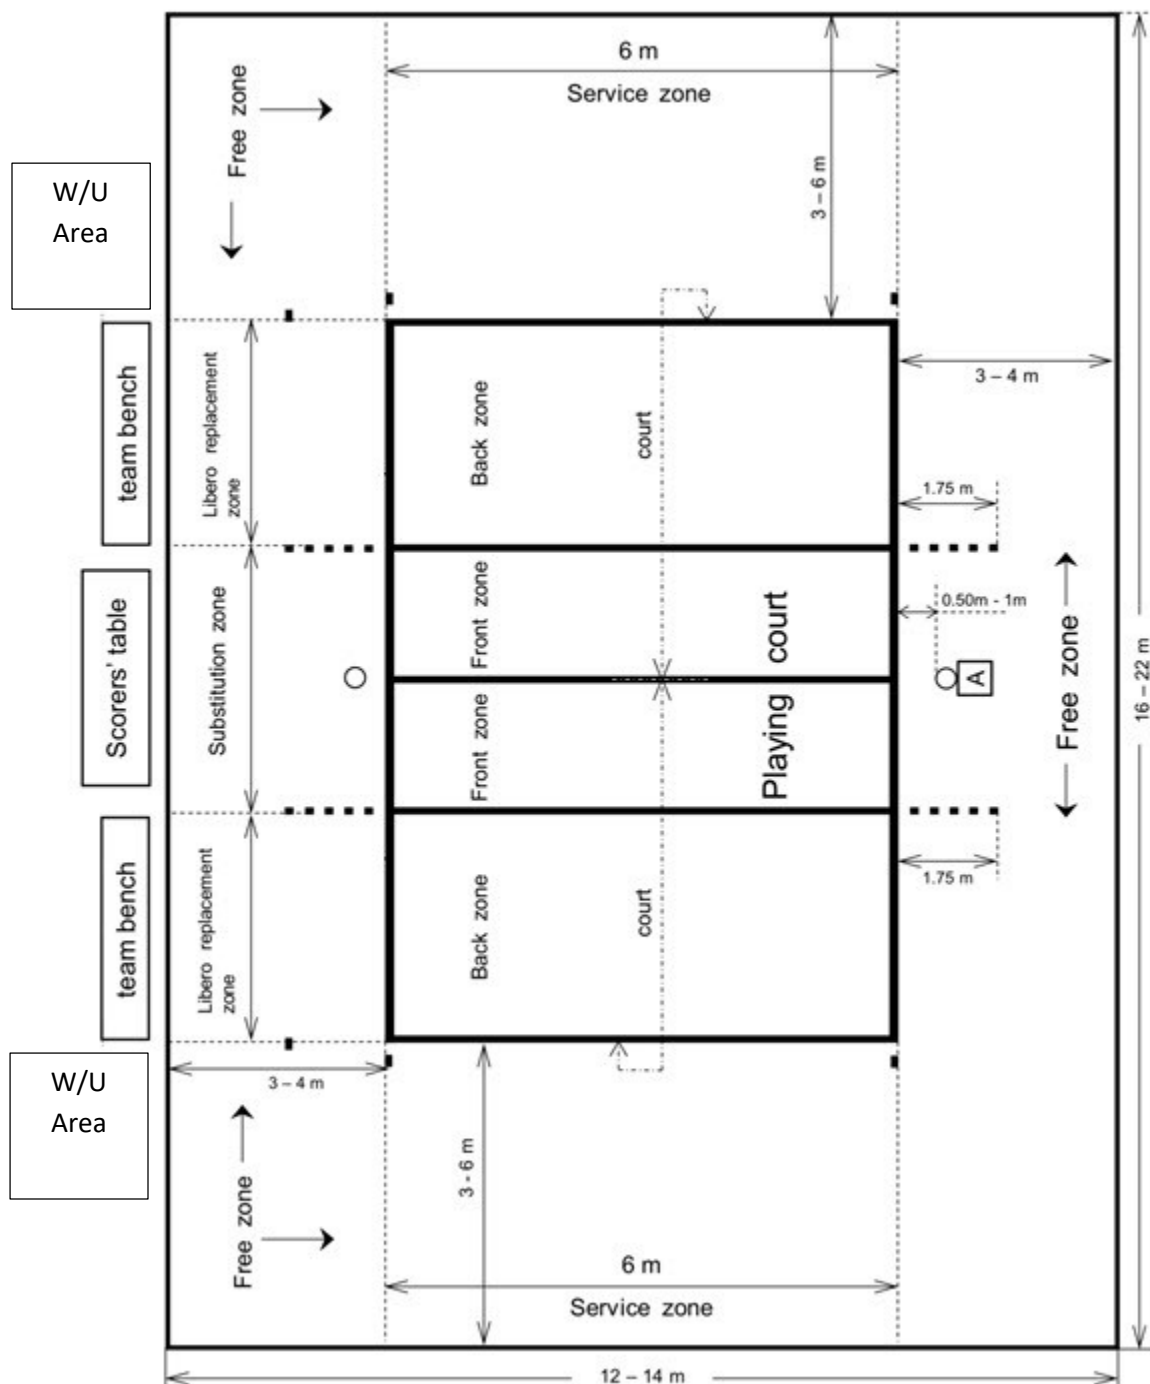 6 m
Service zone
Free zone
3 – 6 m
W/U
Area
team bench
Libero replacement
zone
Back zone
court
3 – 4 m
1.75 m
Scorers' table
Substitution zone
Front zone
Front zone
Playing court
0.50m - 1m
A
Free zone
16 – 22 m
team bench
Libero replacement
zone
Back zone
court
1.75 m
W/U
Area
3 – 4 m
Free zone
3 - 6 m
6 m
Service zone
12 – 14 m